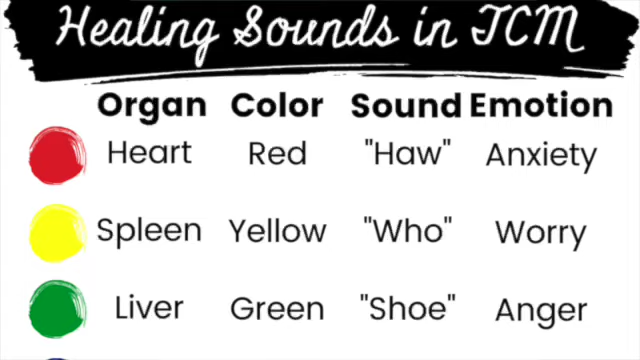 Healing Sounds in TCM
Organ Color Sound Emotion
Heart Red "Haw" Anxiety
Spleen Yellow "Who" Worry
Liver Green "Shoe" Anger